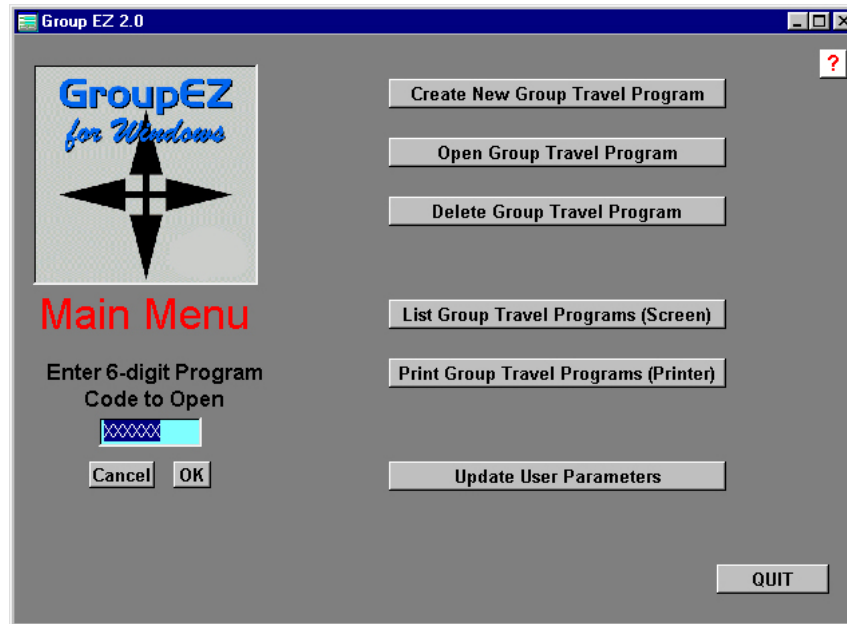 Group EZ 2.0
?
GroupEZ
for Windows
Main Menu
Enter 6-digit Program
Code to Open
XXXXXX
Cancel OK
Create New Group Travel Program
Open Group Travel Program
Delete Group Travel Program
List Group Travel Programs (Screen)
Print Group Travel Programs (Printer)
Update User Parameters
QUIT